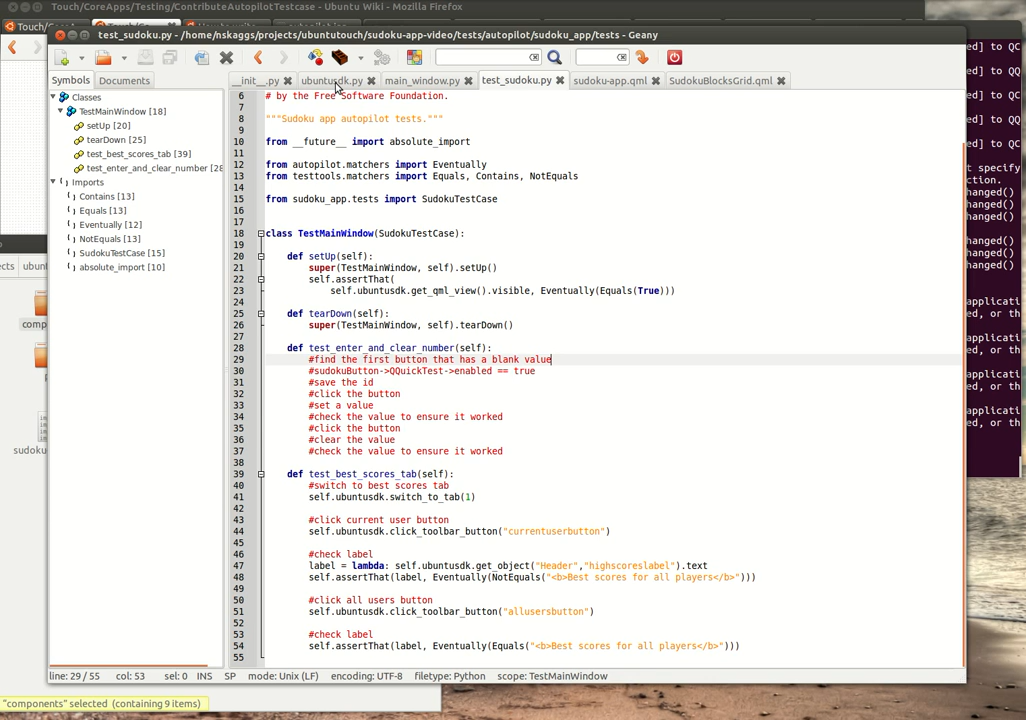 Touch/CoreApps/Testing/ContributeAutopilotTestcase - Ubuntu Wiki - Mozilla Firefox
test_sudoku.py - /home/nskaggs/projects/ubuntutouch/sudoku-app-video/tests/autopilot/sudoku_app/tests - Geany
Symbols Documents
__init__.py ubuntusdk.py main_window.py test_sudoku.py sudoku-app.qml SudokuBlocksGrid.qml
Classes
TestMainWindow [18]
setUp [20]
tearDown [25]
test_best_scores_tab [39]
test_enter_and_clear_number [28
Imports
Contains [13]
Equals [13]
Eventually [12]
NotEquals [13]
SudokuTestCase [15]
absolute_import [10]
6 # by the Free Software Foundation.
7
8 """Sudoku app autopilot tests."""
9
10 from __future__ import absolute_import
11
12 from autopilot.matchers import Eventually
13 from testtools.matchers import Equals, Contains, NotEquals
14
15 from sudoku_app.tests import SudokuTestCase
16
17
18 class TestMainWindow(SudokuTestCase):
19
20 def setUp(self):
21 super(TestMainWindow, self).setUp()
22 self.assertThat(
23 self.ubuntusdk.get_qml_view().visible, Eventually(Equals(True)))
24
25 def tearDown(self):
26 super(TestMainWindow, self).tearDown()
27
28 def test_enter_and_clear_number(self):
29 #find the first button that has a blank value
30 #sudokuButton->QQuickTest->enabled == true
31 #save the id
32 #click the button
33 #set a value
34 #check the value to ensure it worked
35 #click the button
36 #clear the value
37 #check the value to ensure it worked
38
39 def test_best_scores_tab(self):
40 #switch to best scores tab
41 self.ubuntusdk.switch_to_tab(1)
42
43 #click current user button
44 self.ubuntusdk.click_toolbar_button("currentuserbutton")
45
46 #check label
47 label = lambda: self.ubuntusdk.get_object("Header","highscoreslabel").text
48 self.assertThat(label, Eventually(NotEquals("<b>Best scores for all players</b>")))
49
50 #click all users button
51 self.ubuntusdk.click_toolbar_button("allusersbutton")
52
53 #check label
54 self.assertThat(label, Eventually(Equals("<b>Best scores for all players</b>")))
55
line: 29 / 55 col: 53 sel: 0 INS SP mode: Unix (LF) encoding: UTF-8 filetype: Python scope: TestMainWindow
"components" selected (containing 9 items)